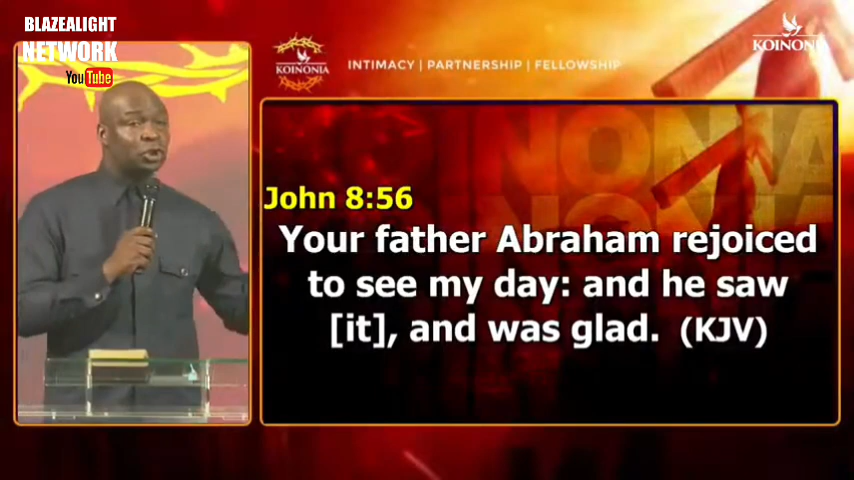 BLAZEALIGHT
NETWORK
YouTube
KOINONIA
INTIMACY | PARTNERSHIP | FELLOWSHIP
KOINONIA
INONIA
John 8:56
Your father Abraham rejoiced
to see my day: and he saw
[it], and was glad. (KJV)